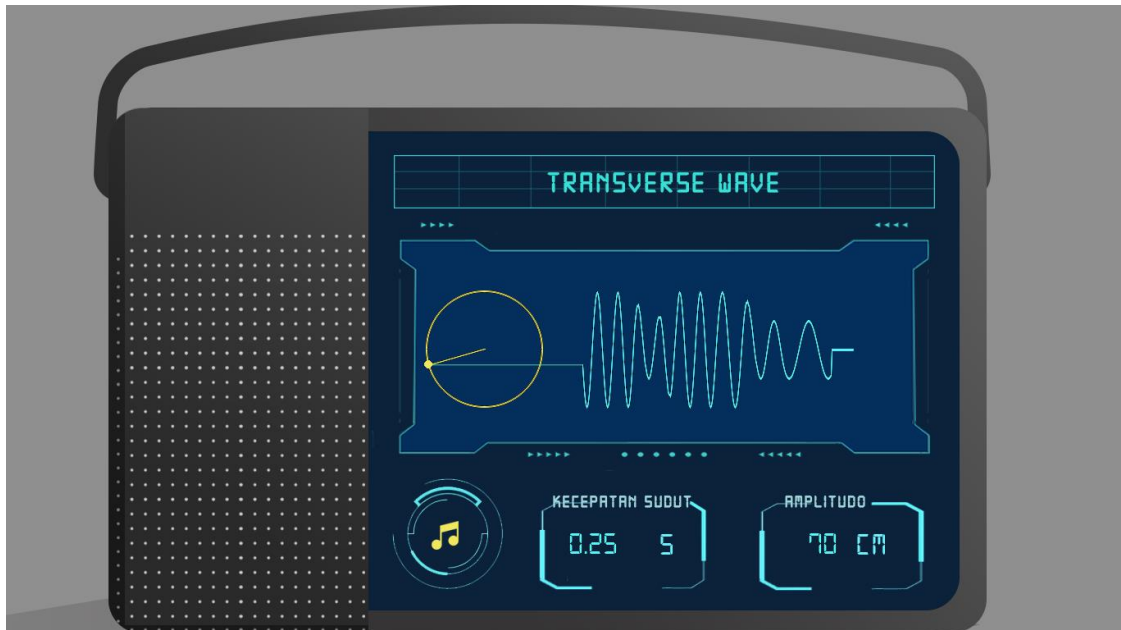 TRANSVERSE WAVE
KECEPATAN SUDUT
0.25 S
AMPLITUDO
70 CM